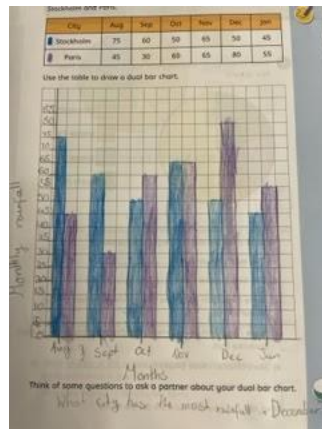 Stockholm and Paris.
City Aug Sep Oct Nov Dec Jan
Stockholm 75 60 50 65 50 45
Paris 45 30 60 65 80 55
Use the table to draw a dual bar chart.
Monthly rainfall
Aug Sept Oct Nov Dec Jan
Months
Think of some questions to ask a partner about your dual bar chart.
What city has the most rainfall December